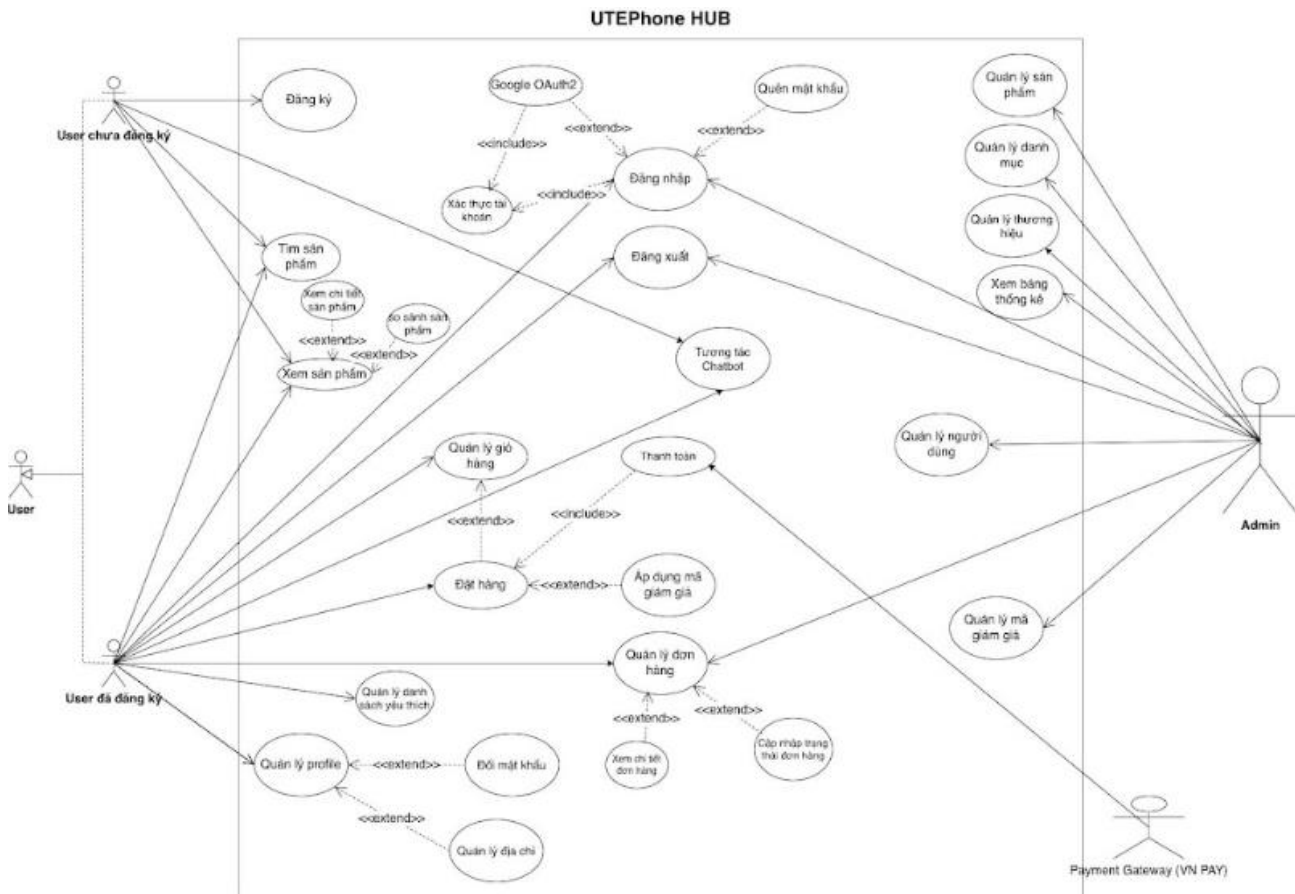 UTEPhone HUB
Google OAuth2
Quên mật khẩu
Quản lý sản
phẩm
Đăng ký
User chưa đăng ký
<<extend>>
<<extend>>
<<include>>
Quản lý danh
mục
Đăng nhập
<<include>>
Xác thực tài
khoản
Quản lý thương
hiệu
Tìm sản
phẩm
Đăng xuất
Xem bảng
thống kê
Xem chi tiết
sản phẩm
so sánh sản
phẩm
<<extend>>
<<extend>>
Xem sản phẩm
Tương tác
Chatbot
Quản lý giỏ
hàng
Thanh toán
Quản lý người
dùng
User
Admin
<<extend>>
<<include>>
Đặt hàng
<<extend>>
Áp dụng mã
giảm giá
Quản lý mã
giảm giá
Quản lý đơn
hàng
User đã đăng ký
Quản lý danh
sách yêu thích
<<extend>>
<<extend>>
Xem chi tiết
đơn hàng
Cập nhập trạng
thái đơn hàng
Quản lý profile
<<extend>>
Đổi mật khẩu
<<extend>>
Quản lý địa chỉ
Payment Gateway (VN PAY)